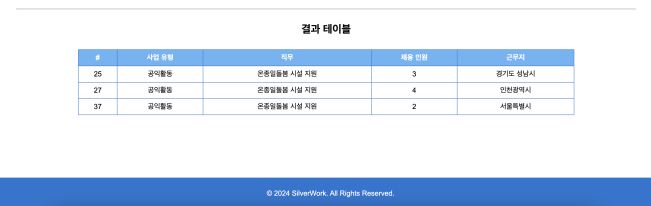 결과 테이블
# 사업 유형 직무 채용 인원 근무지
25 공익활동 온종일돌봄 시설 지원 3 경기도 성남시
27 공익활동 온종일돌봄 시설 지원 4 인천광역시
37 공익활동 온종일돌봄 시설 지원 2 서울특별시
© 2024 SilverWork. All Rights Reserved.